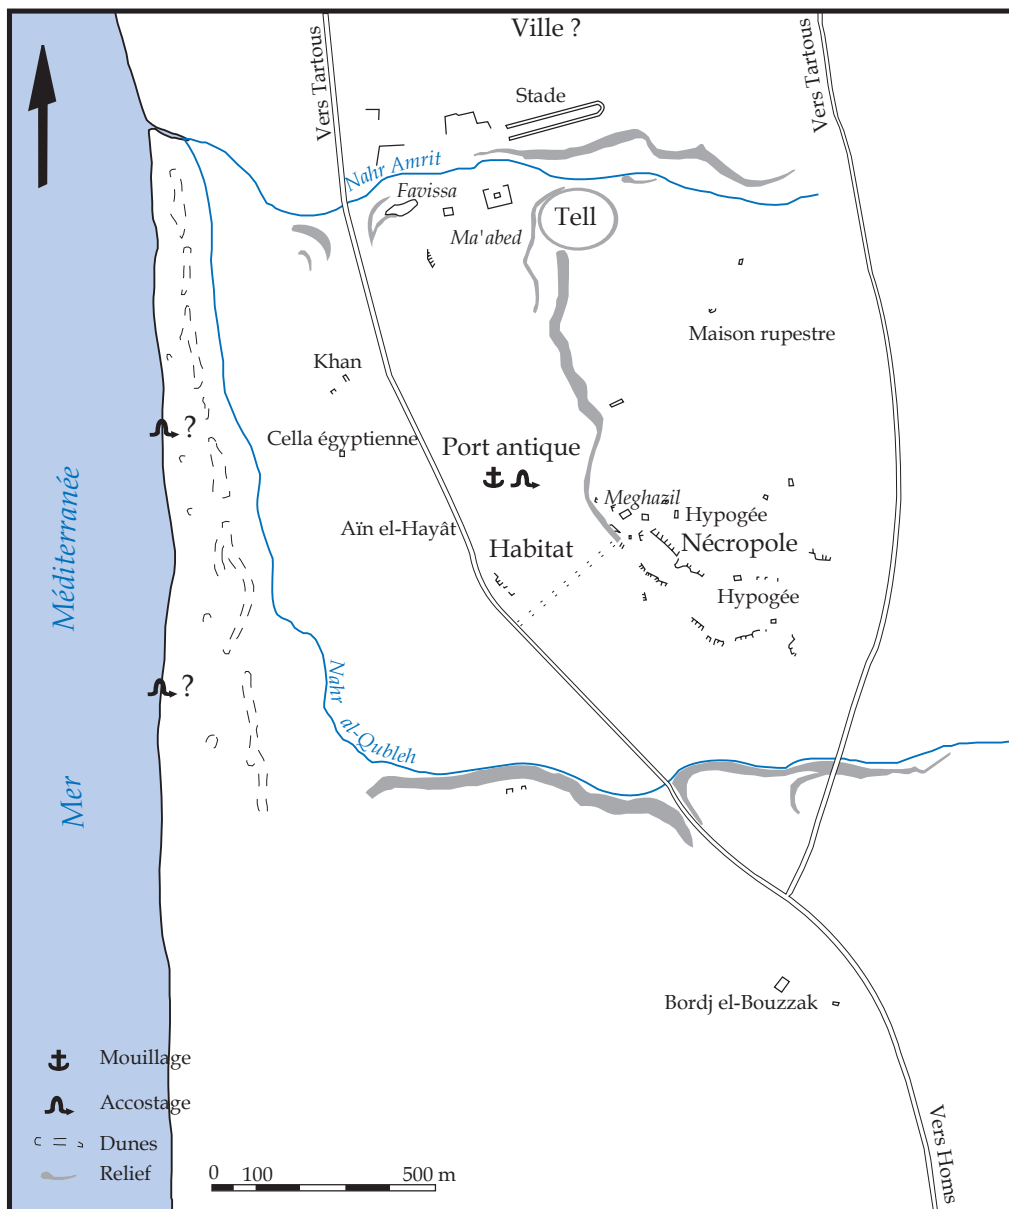 Ville ?
Vers Tartous
Vers Tartous
Stade
Nahr Amrit
Favissa
Ma'abed
Tell
Maison rupestre
Khan
Cella égyptienne
Port antique
?
Meghazil
Hypogée
Aïn el-Hayât
Habitat
Nécropole
Hypogée
Mer Méditerranée
?
Nahr al-Qubleh
Bordj el-Bouzzak
Vers Homs
Mouillage
Accostage
Dunes
Relief
0 100 500 m